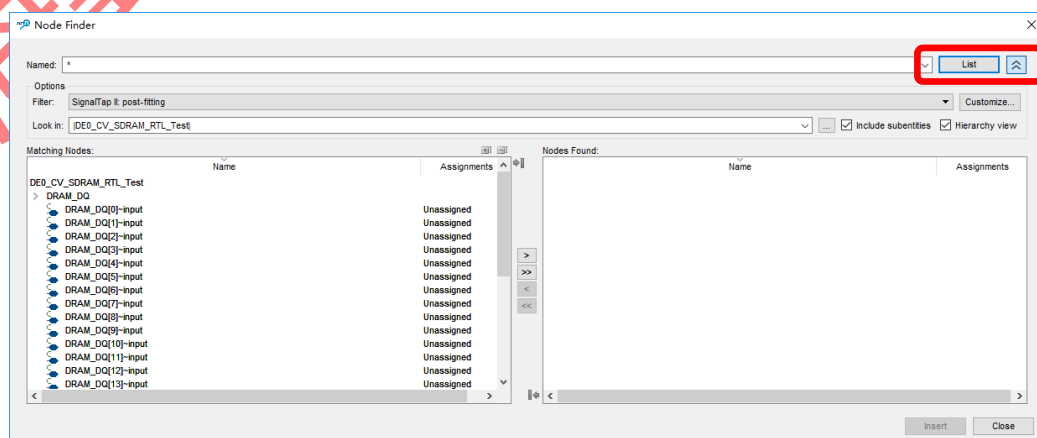 Node Finder
Named: *
List
Options
Filter: SignalTap II: post-fitting
Customize...
Look in: |DE0_CV_SDRAM_RTL_Test|
...
Include subentities
Hierarchy view
Matching Nodes:
Nodes Found:
Name Assignments
Name Assignments
DE0_CV_SDRAM_RTL_Test
DRAM_DQ
DRAM_DQ[0]~input Unassigned
DRAM_DQ[1]~input Unassigned
DRAM_DQ[2]~input Unassigned
DRAM_DQ[3]~input Unassigned
DRAM_DQ[4]~input Unassigned
DRAM_DQ[5]~input Unassigned
DRAM_DQ[6]~input Unassigned
DRAM_DQ[7]~input Unassigned
DRAM_DQ[8]~input Unassigned
DRAM_DQ[9]~input Unassigned
DRAM_DQ[10]~input Unassigned
DRAM_DQ[11]~input Unassigned
DRAM_DQ[12]~input Unassigned
DRAM_DQ[13]~input Unassigned
>
>>
<
<<
Insert
Close